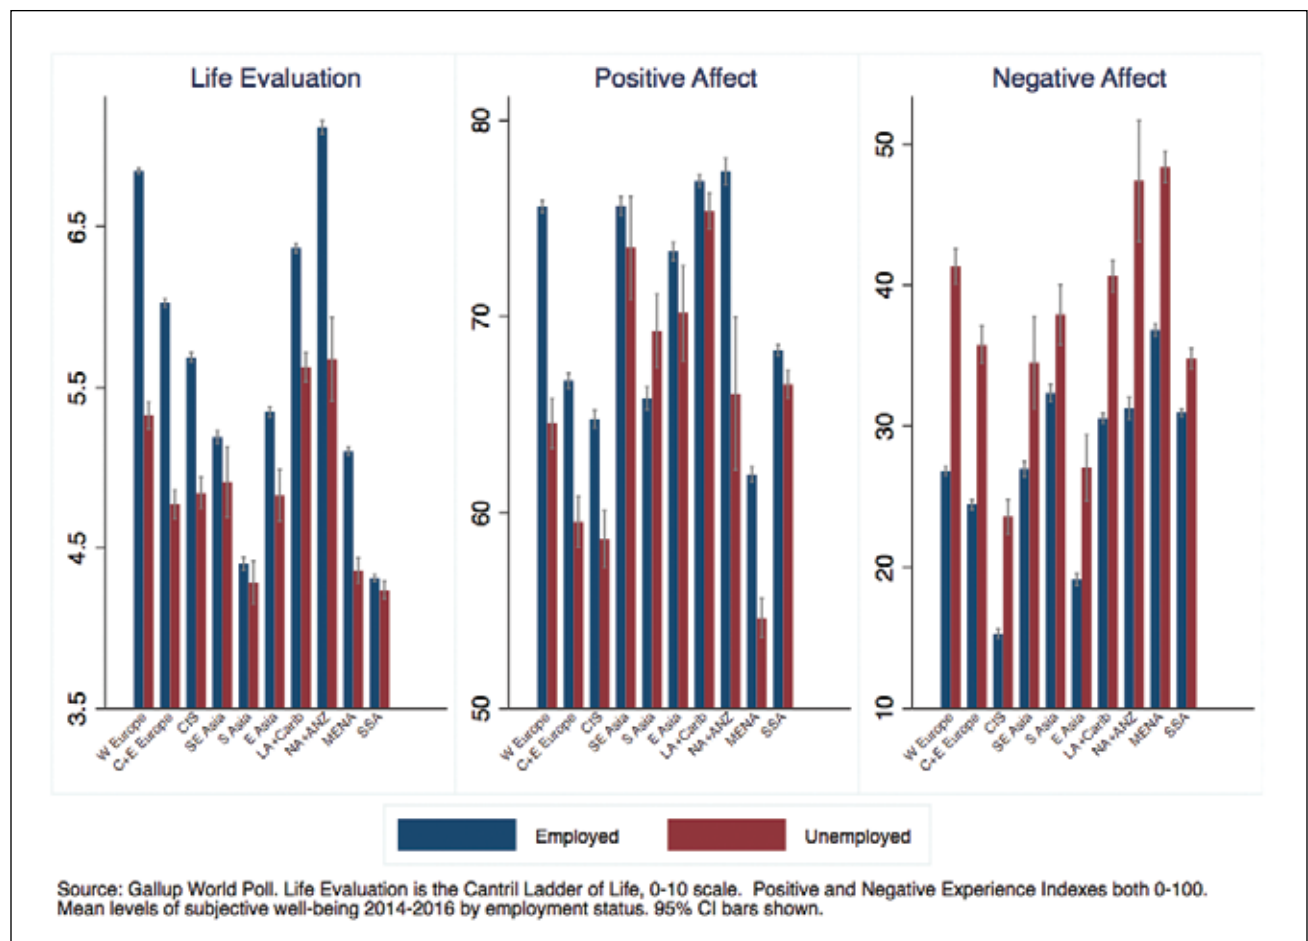 Life Evaluation
3.5
4.5
5.5
6.5
W Europe
C+E Europe
CIS
SE Asia
S Asia
E Asia
LA+Carib
NA+ANZ
MENA
SSA
Positive Affect
50
60
70
80
W Europe
C+E Europe
CIS
SE Asia
S Asia
E Asia
LA+Carib
NA+ANZ
MENA
SSA
Negative Affect
10
20
30
40
50
W Europe
C+E Europe
CIS
SE Asia
S Asia
E Asia
LA+Carib
NA+ANZ
MENA
SSA
Employed
Unemployed
Source: Gallup World Poll. Life Evaluation is the Cantril Ladder of Life, 0-10 scale. Positive and Negative Experience Indexes both 0-100.
Mean levels of subjective well-being 2014-2016 by employment status. 95% CI bars shown.